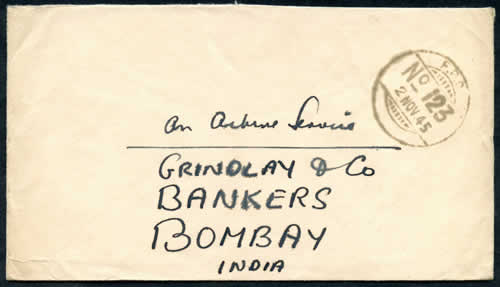 F.P.O.
No 123
2 NOV 45
On Active Service
GRINDLAY & Co
BANKERS
BOMBAY
INDIA